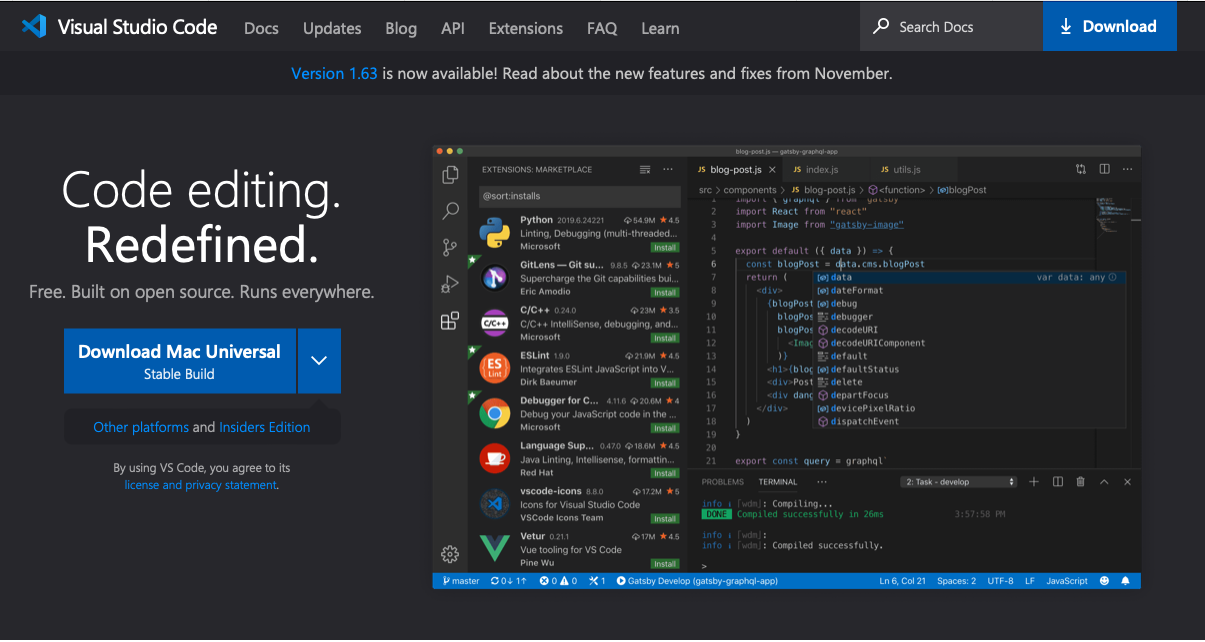 Visual Studio Code Docs Updates Blog API Extensions FAQ Learn Search Docs Download
Version 1.63 is now available! Read about the new features and fixes from November.
Code editing.
Redefined.
Free. Built on open source. Runs everywhere.
Download Mac Universal
Stable Build
Other platforms and Insiders Edition
By using VS Code, you agree to its
license and privacy statement.
blog-post.js — gatsby-graphql-app
EXTENSIONS: MARKETPLACE
@sort:installs
Python 2019.6.24221 54.9M 4.5
Linting, Debugging (multi-threaded...
Microsoft Install
GitLens — Git su... 9.8.5 23.1M 5
Supercharge the Git capabilities...
Eric Amodio Install
C/C++ 0.24.0 23M 3.5
C/C++ IntelliSense, debugging, and...
Microsoft Install
ESLint 1.9.0 21.9M 4.5
Integrates ESLint JavaScript into V...
Dirk Baeumer Install
Debugger for C... 4.11.6 20.6M 4
Debug your JavaScript code in the ...
Microsoft Install
Language Sup... 0.47.0 18.6M 4.5
Java Linting, Intellisense, formattin...
Red Hat Install
vscode-icons 8.8.0 17.2M 5
Icons for Visual Studio Code
VSCode Icons Team Install
Vetur 0.21.1 17M 4.5
Vue tooling for VS Code
Pine Wu Install
C/C++
ES
Lint
JS blog-post.js JS index.js JS utils.js
src > components > JS blog-post.js > <function> > blogPost
import { graphql } from "gatsby"
2 import React from "react"
3 import Image from "gatsby-image"
4
5 export default ({ data }) => {
6 const blogPost = data.cms.blogPost
7 return (
8 <div>
9 {blogPost
10 blogPos
11 blogPos
12 <Imag
13 )}
14 <h1>{blog
15 <div>Post
16 <div dang
17 </div>
18 )
19 }
20
21 export const query = graphql`
data var data: any
dateFormat
debug
debugger
decodeURI
decodeURIComponent
default
defaultStatus
delete
departFocus
devicePixelRatio
dispatchEvent
PROBLEMS TERMINAL ... 2: Task - develop
info ｢wdm｣: Compiling...
DONE Compiled successfully in 26ms 3:57:58 PM
info ｢wdm｣:
info ｢wdm｣: Compiled successfully.
>
master 0↓ 1↑ 0 0 1 Gatsby Develop (gatsby-graphql-app) Ln 6, Col 21 Spaces: 2 UTF-8 LF JavaScript